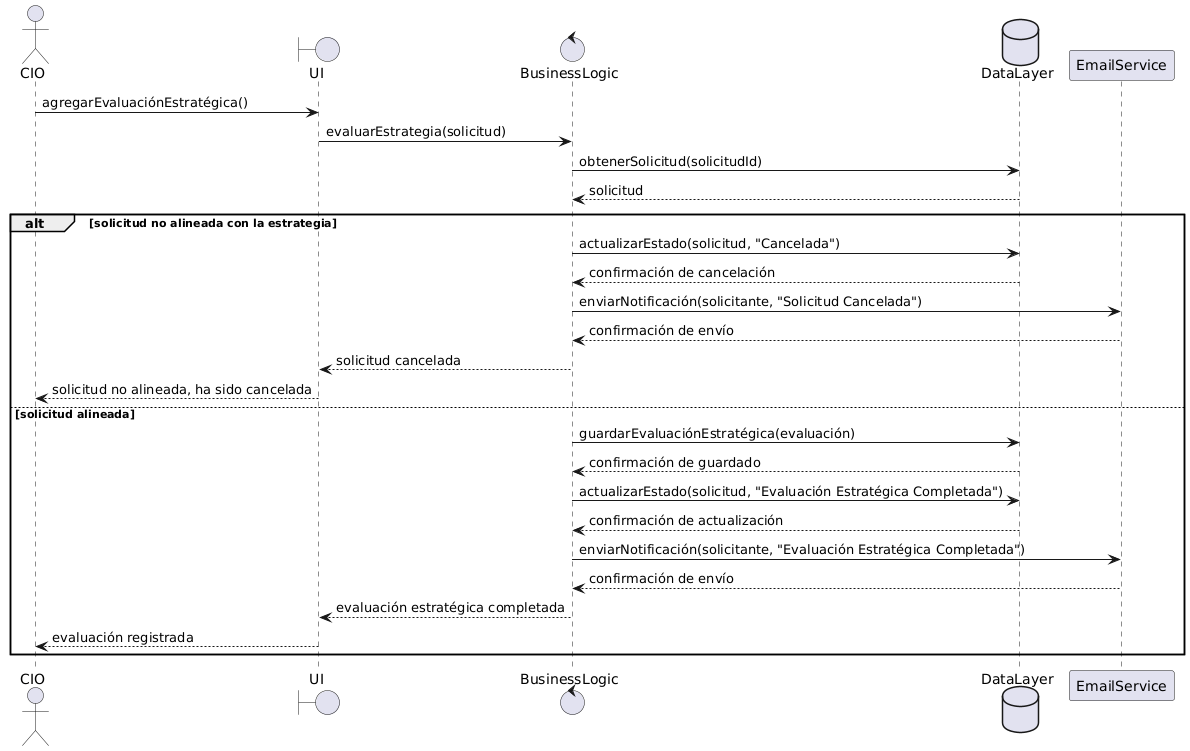 CIO
UI
BusinessLogic
DataLayer
EmailService
agregarEvaluaciónEstratégica()
evaluarEstrategia(solicitud)
obtenerSolicitud(solicitudId)
solicitud
alt
[solicitud no alineada con la estrategia]
actualizarEstado(solicitud, "Cancelada")
confirmación de cancelación
enviarNotificación(solicitante, "Solicitud Cancelada")
confirmación de envío
solicitud cancelada
solicitud no alineada, ha sido cancelada
[solicitud alineada]
guardarEvaluaciónEstratégica(evaluación)
confirmación de guardado
actualizarEstado(solicitud, "Evaluación Estratégica Completada")
confirmación de actualización
enviarNotificación(solicitante, "Evaluación Estratégica Completada")
confirmación de envío
evaluación estratégica completada
evaluación registrada
CIO
UI
BusinessLogic
DataLayer
EmailService